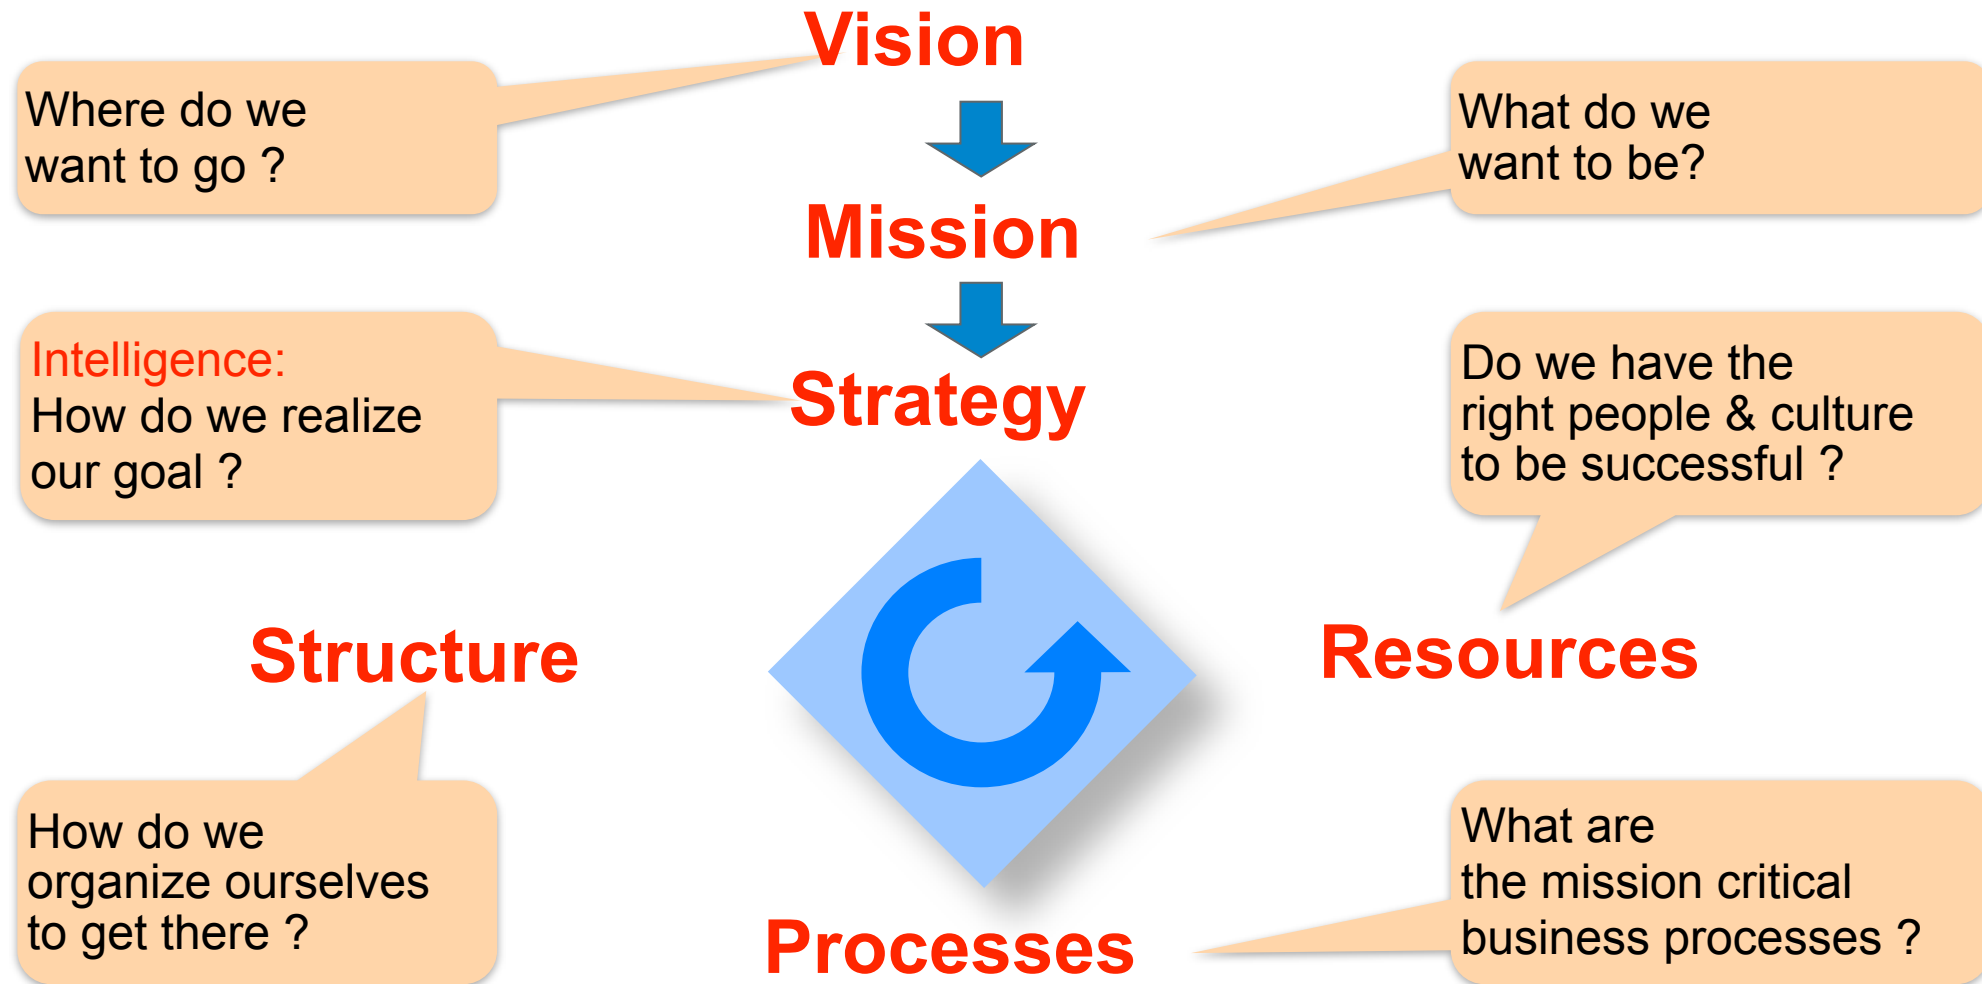 Vision
Where do we
want to go ?
What do we
want to be?
Mission
Intelligence:
How do we realize
our goal ?
Strategy
Do we have the
right people & culture
to be successful ?
Structure
Resources
How do we
organize ourselves
to get there ?
What are
the mission critical
business processes ?
Processes